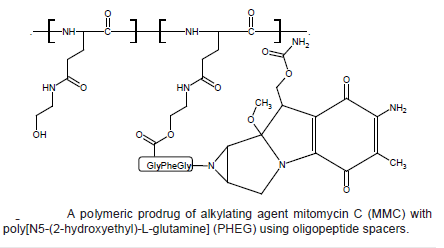 NH
O
NH
O
NH2
O
O
HN
O
HN
O
CH3
O
O
NH2
OH
O
O
GlyPheGly
N
N
CH3
O
A polymeric prodrug of alkylating agent mitomycin C (MMC) with
poly[N5-(2-hydroxyethyl)-L-glutamine] (PHEG) using oligopeptide spacers.